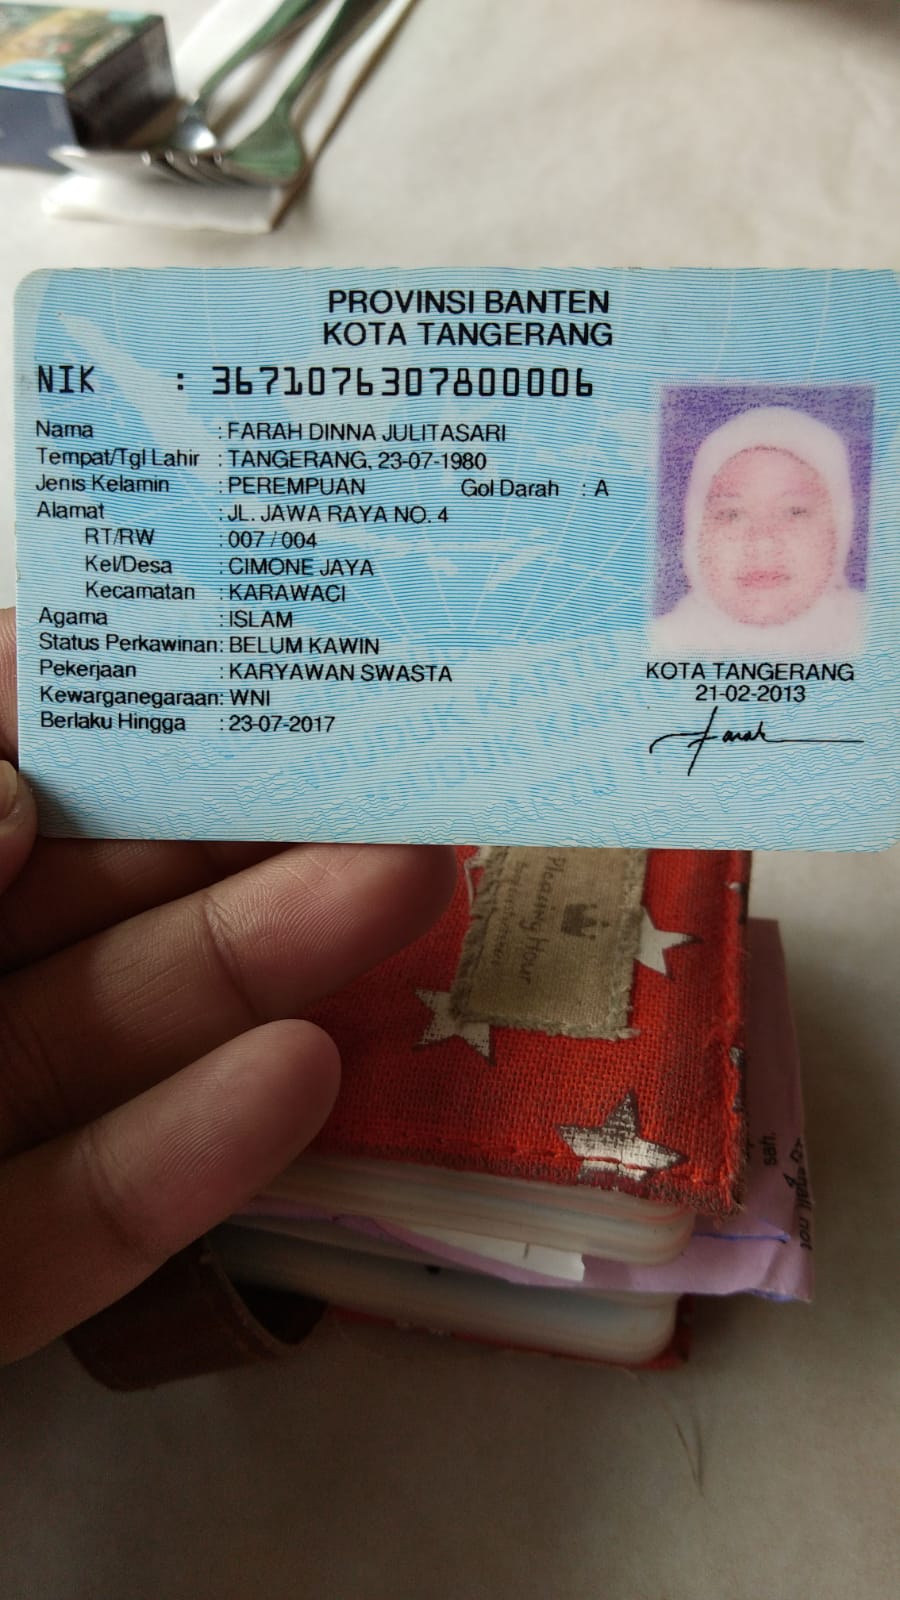 PROVINSI BANTEN
KOTA TANGERANG
NIK : 3671076307800006
Nama : FARAH DINNA JULITASARI
Tempat/Tgl Lahir : TANGERANG, 23-07-1980
Jenis Kelamin : PEREMPUAN Gol Darah : A
Alamat : JL. JAWA RAYA NO. 4
RT/RW : 007 / 004
Kel/Desa : CIMONE JAYA
Kecamatan : KARAWACI
Agama : ISLAM
Status Perkawinan: BELUM KAWIN
Pekerjaan : KARYAWAN SWASTA
Kewarganegaraan: WNI
Berlaku Hingga : 23-07-2017
KOTA TANGERANG
21-02-2013
Farah
Hour
sah.